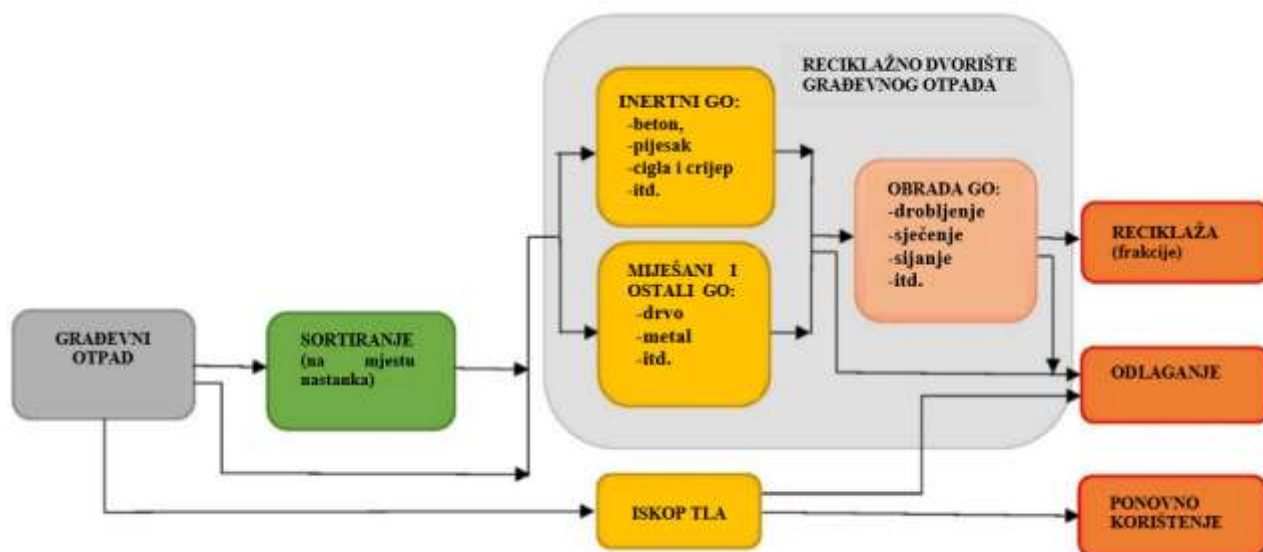 RECIKLAŽNO DVORIŠTE
GRAĐEVNOG OTPADA
INERTNI GO:
-beton,
-pijesak
-cigla i crijep
-itd.
OBRADA GO:
-drobljenje
-sječenje
-sijanje
-itd.
RECIKLAŽA
(frakcije)
MIJEŠANI I
OSTALI GO:
-drvo
-metal
-itd.
GRAĐEVNI
OTPAD
SORTIRANJE
(na mjestu
nastanka)
ODLAGANJE
ISKOP TLA
PONOVNO
KORIŠTENJE